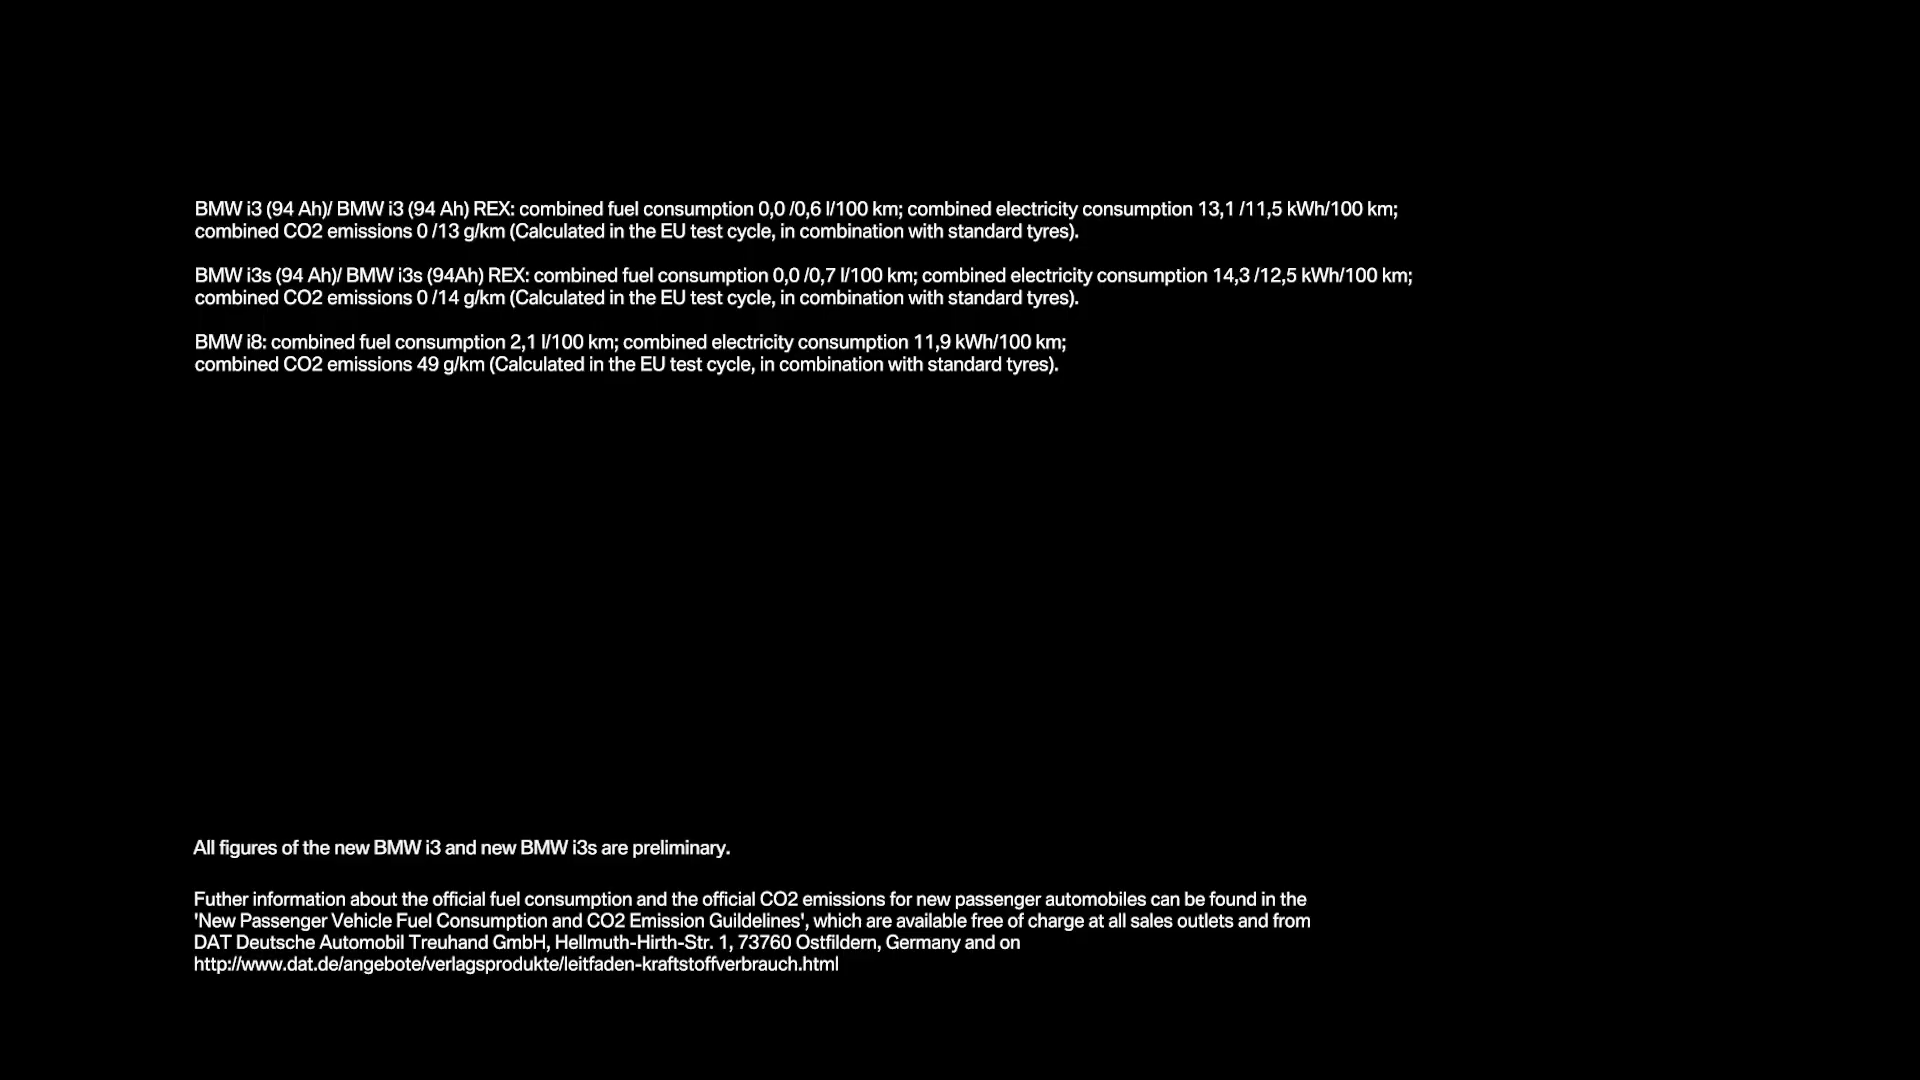 BMW i3 (94 Ah)/ BMW i3 (94 Ah) REX: combined fuel consumption 0,0 /0,6 l/100 km; combined electricity consumption 13,1 /11,5 kWh/100 km;
combined CO2 emissions 0 /13 g/km (Calculated in the EU test cycle, in combination with standard tyres).
BMW i3s (94 Ah)/ BMW i3s (94Ah) REX: combined fuel consumption 0,0 /0,7 l/100 km; combined electricity consumption 14,3 /12,5 kWh/100 km;
combined CO2 emissions 0 /14 g/km (Calculated in the EU test cycle, in combination with standard tyres).
BMW i8: combined fuel consumption 2,1 l/100 km; combined electricity consumption 11,9 kWh/100 km;
combined CO2 emissions 49 g/km (Calculated in the EU test cycle, in combination with standard tyres).
All figures of the new BMW i3 and new BMW i3s are preliminary.
Futher information about the official fuel consumption and the official CO2 emissions for new passenger automobiles can be found in the
'New Passenger Vehicle Fuel Consumption and CO2 Emission Guildelines', which are available free of charge at all sales outlets and from
DAT Deutsche Automobil Treuhand GmbH, Hellmuth-Hirth-Str. 1, 73760 Ostfildern, Germany and on
http://www.dat.de/angebote/verlagsprodukte/leitfaden-kraftstoffverbrauch.html